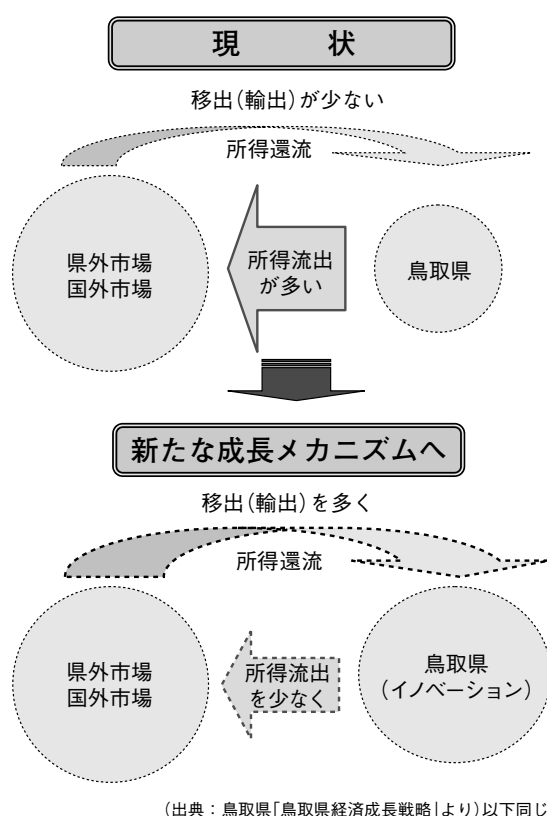 現　状
移出（輸出）が少ない
所得還流
県外市場
国外市場
所得流出
が多い
鳥取県
新たな成長メカニズムへ
移出（輸出）を多く
所得還流
県外市場
国外市場
所得流出
を少なく
鳥取県
（イノベーション）
（出典：鳥取県「鳥取県経済成長戦略」より）以下同じ